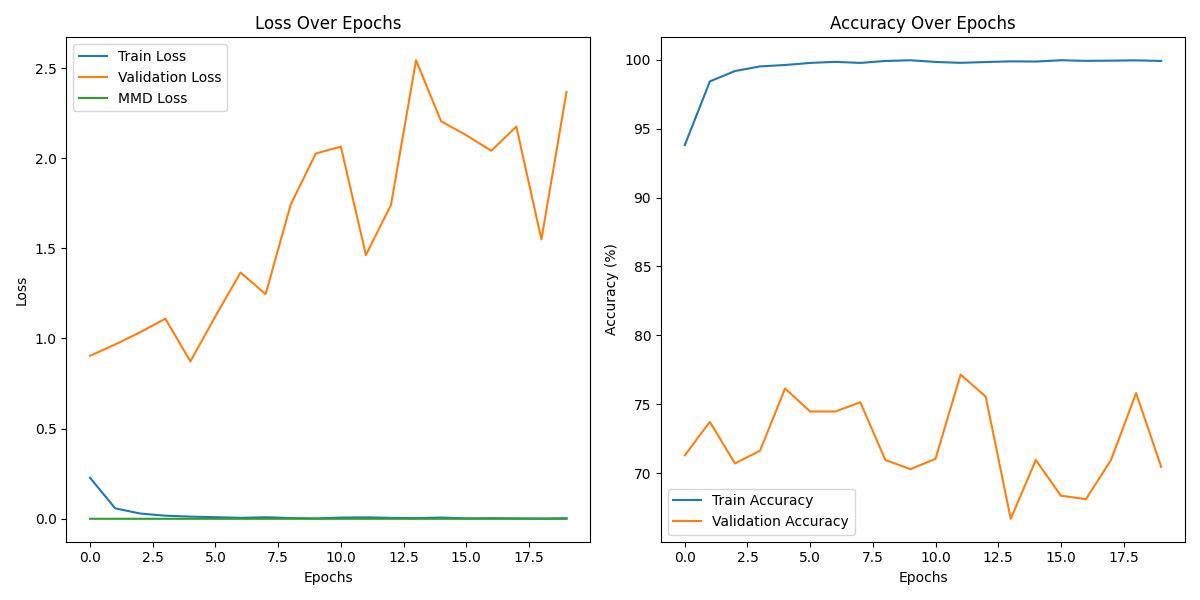 Loss Over Epochs
Train Loss
Validation Loss
MMD Loss
2.5
2.0
1.5
1.0
0.5
0.0
Loss
0.0 2.5 5.0 7.5 10.0 12.5 15.0 17.5
Epochs
Accuracy Over Epochs
100
95
90
85
80
75
70
Accuracy (%)
Train Accuracy
Validation Accuracy
0.0 2.5 5.0 7.5 10.0 12.5 15.0 17.5
Epochs